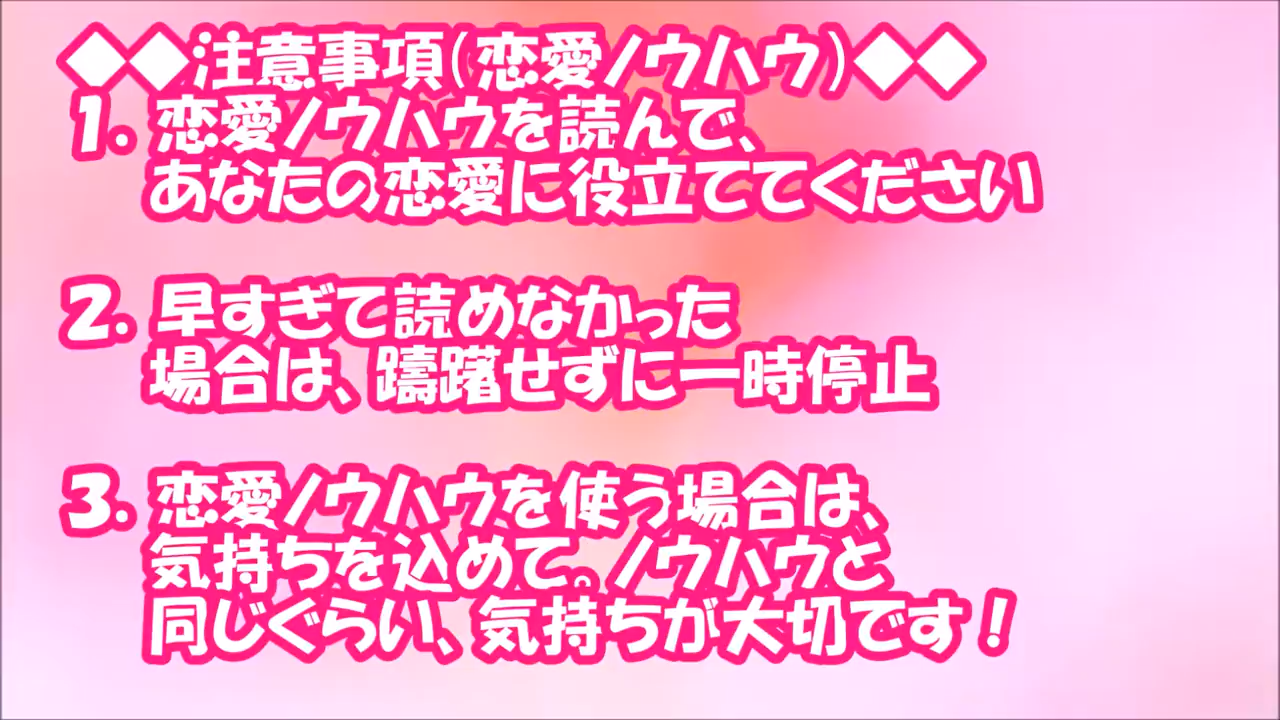 ◆◆注意事項(恋愛ノウハウ)◆◆
1. 恋愛ノウハウを読んで、
あなたの恋愛に役立ててください
2. 早すぎて読めなかった
場合は、躊躇せずに一時停止
3. 恋愛ノウハウを使う場合は、
気持ちを込めて。ノウハウと
同じぐらい、気持ちが大切です!